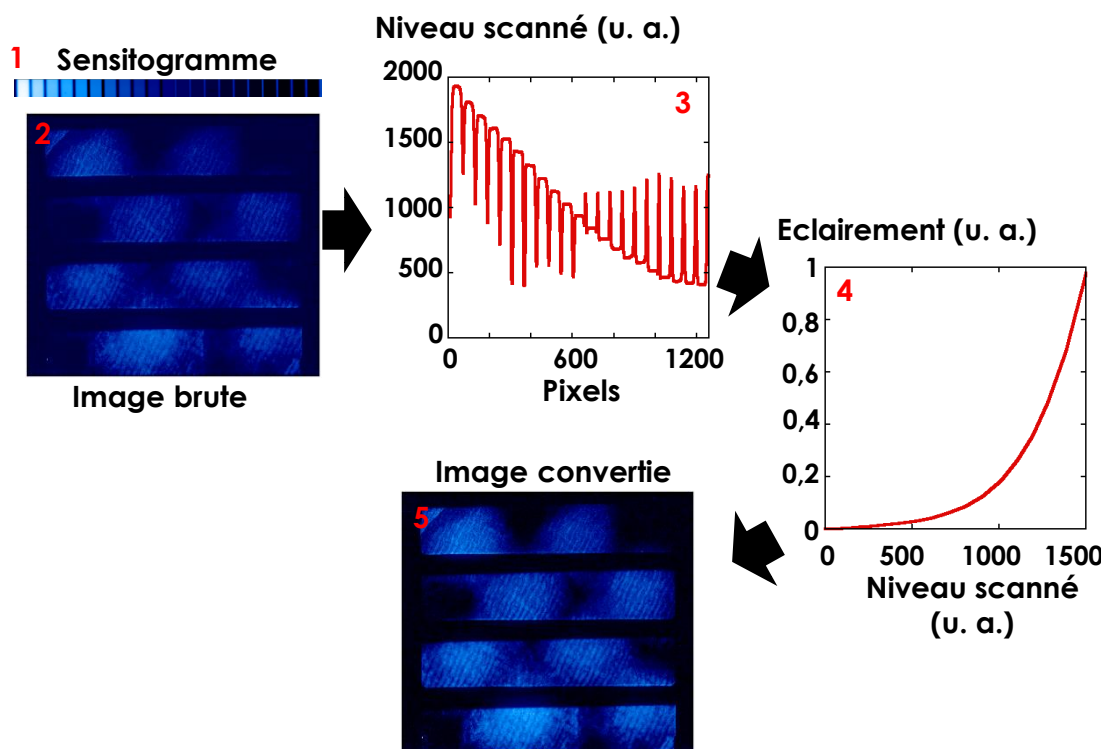 1 Sensitogramme
2
Image brute
Niveau scanné (u. a.)
3
2000
1500
1000
500
0
0 600 1200
Pixels
Eclairement (u. a.)
4
1
0,8
0,6
0,4
0,2
0
0 500 1000 1500
Niveau scanné
(u. a.)
Image convertie
5